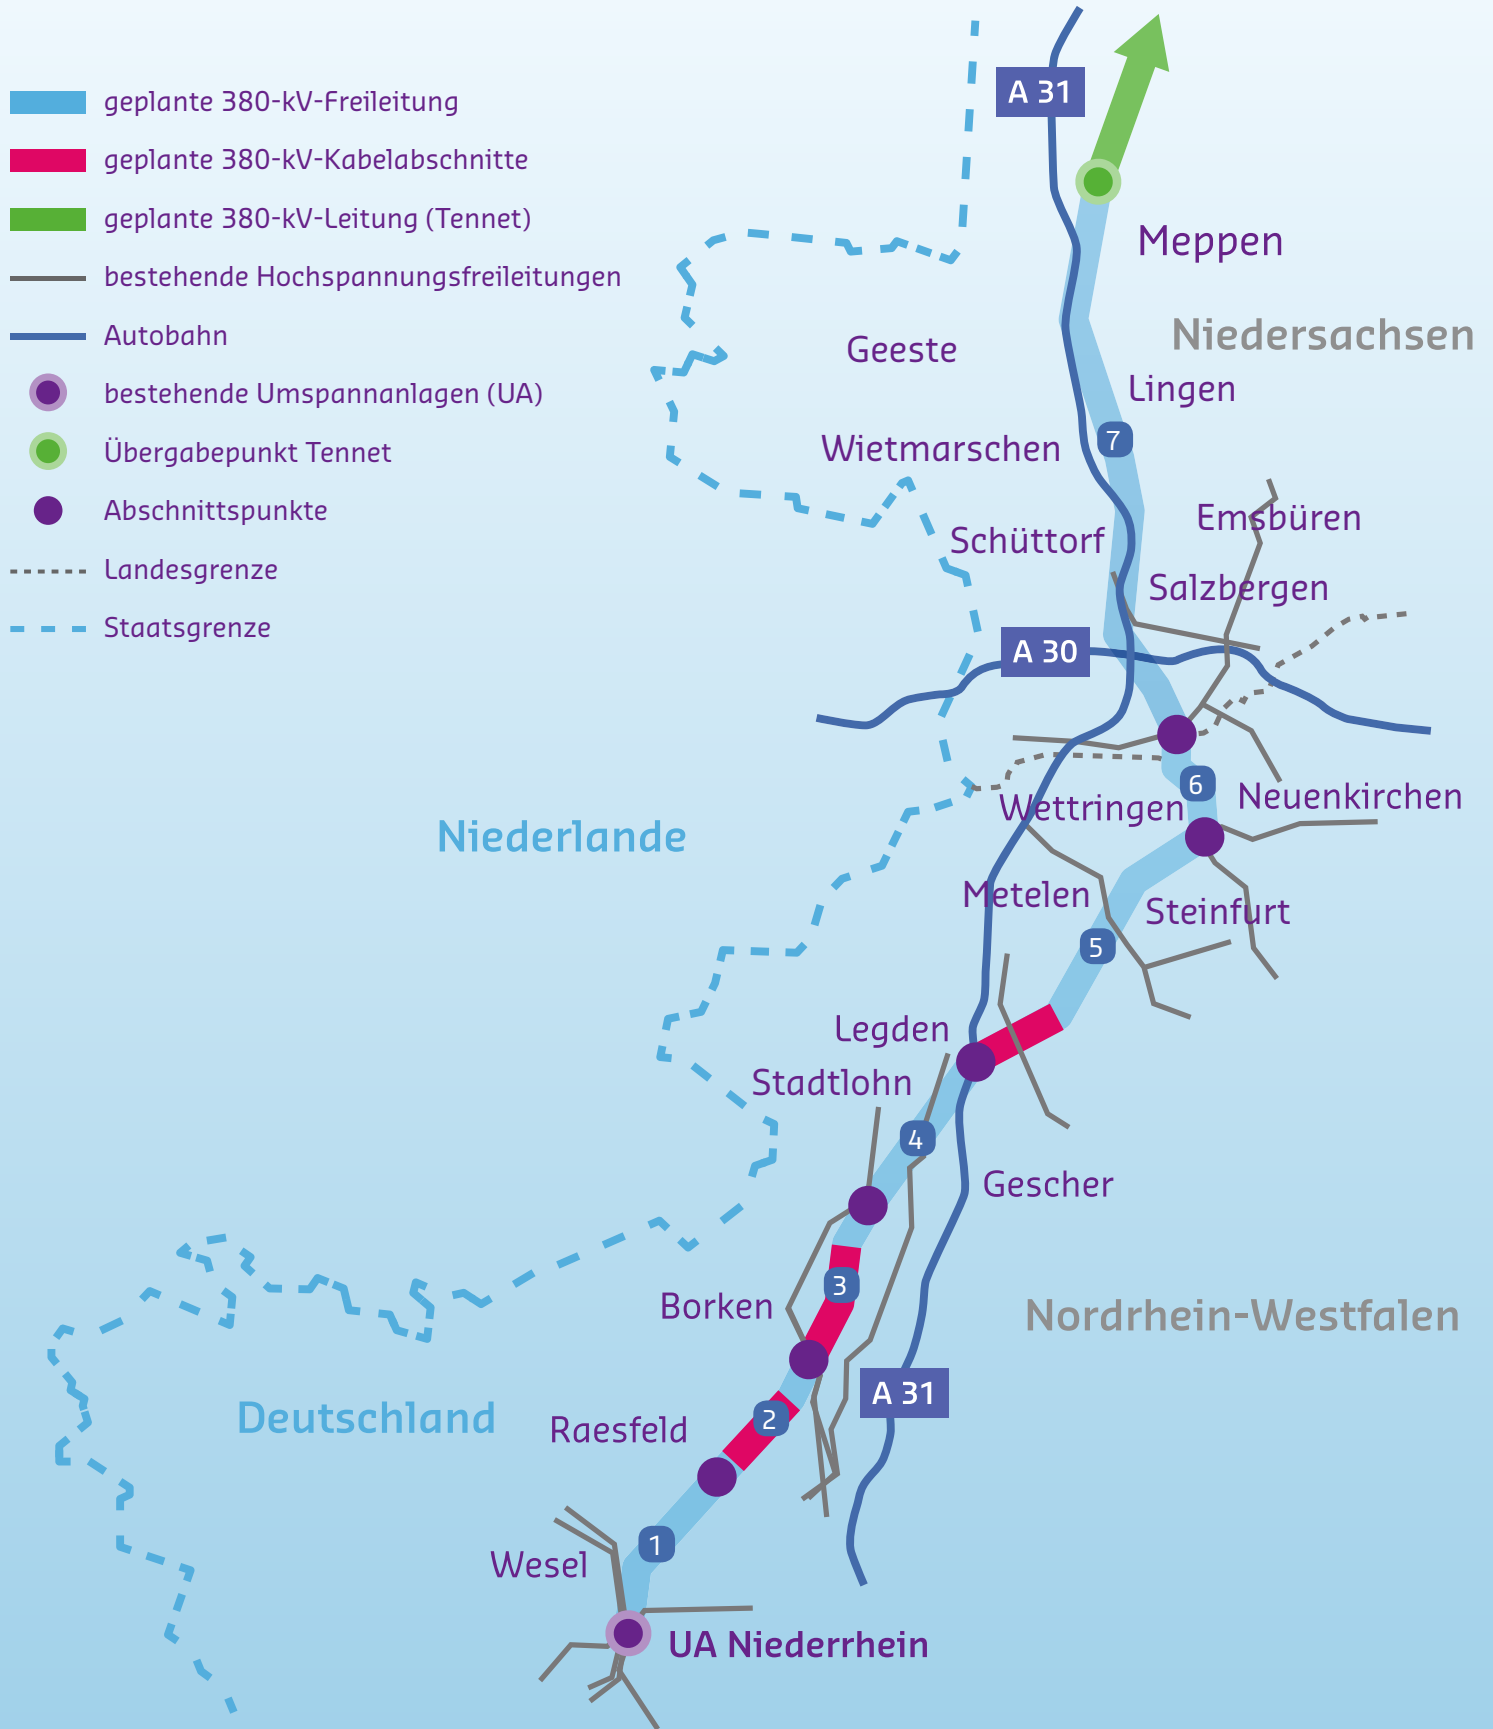 A 31
geplante 380-kV-Freileitung
geplante 380-kV-Kabelabschnitte
geplante 380-kV-Leitung (Tennet)
bestehende Hochspannungsfreileitungen
Autobahn
bestehende Umspannanlagen (UA)
Übergabepunkt Tennet
Abschnittspunkte
Landesgrenze
Staatsgrenze
Meppen
Niedersachsen
Geeste
Lingen
7
Wietmarschen
Emsbüren
Schüttorf
Salzbergen
A 30
6
Neuenkirchen
Wettringen
Niederlande
Metelen
Steinfurt
5
Legden
Stadtlohn
4
Gescher
3
Borken
Nordrhein-Westfalen
A 31
Deutschland
2
Raesfeld
1
Wesel
UA Niederrhein